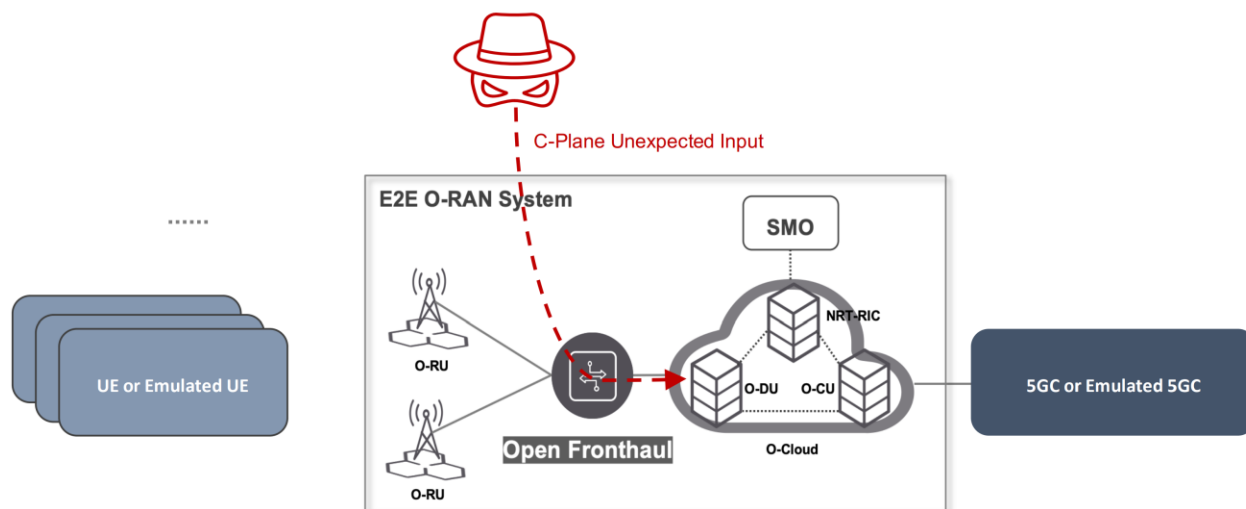 C-Plane Unexpected Input
E2E O-RAN System
......
SMO
NRT-RIC
O-RU
UE or Emulated UE
O-DU
O-CU
5GC or Emulated 5GC
Open Fronthaul
O-Cloud
O-RU